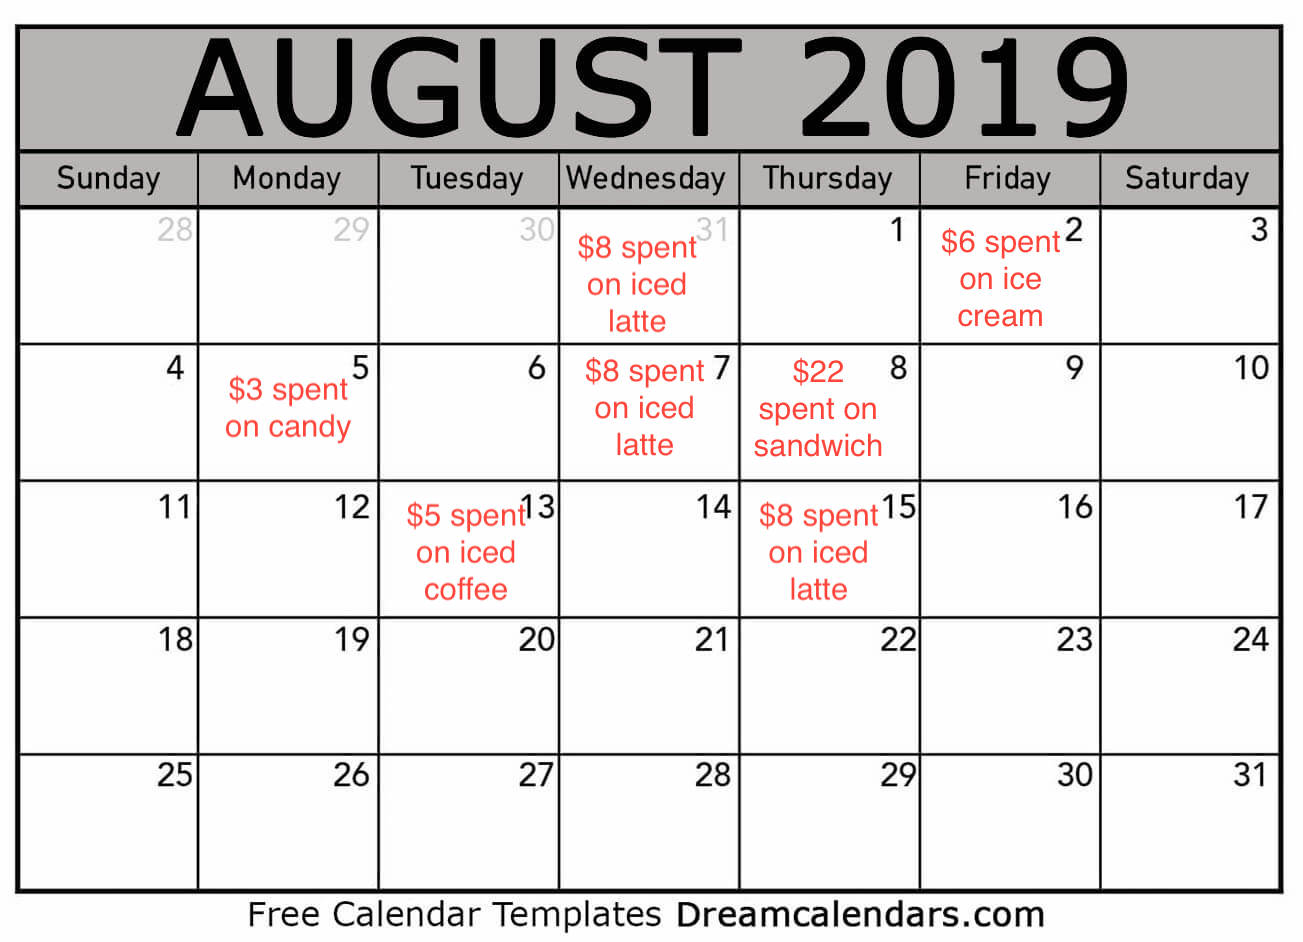 AUGUST 2019
Sunday Monday Tuesday Wednesday Thursday Friday Saturday
28 29 30 31 1 2 3
$8 spent
on iced
latte
$6 spent
on ice
cream
4 5 6 7 8 9 10
$3 spent
on candy
$8 spent
on iced
latte
$22
spent on
sandwich
11 12 13 14 15 16 17
$5 spent
on iced
coffee
$8 spent
on iced
latte
18 19 20 21 22 23 24
25 26 27 28 29 30 31
Free Calendar Templates Dreamcalendars.com